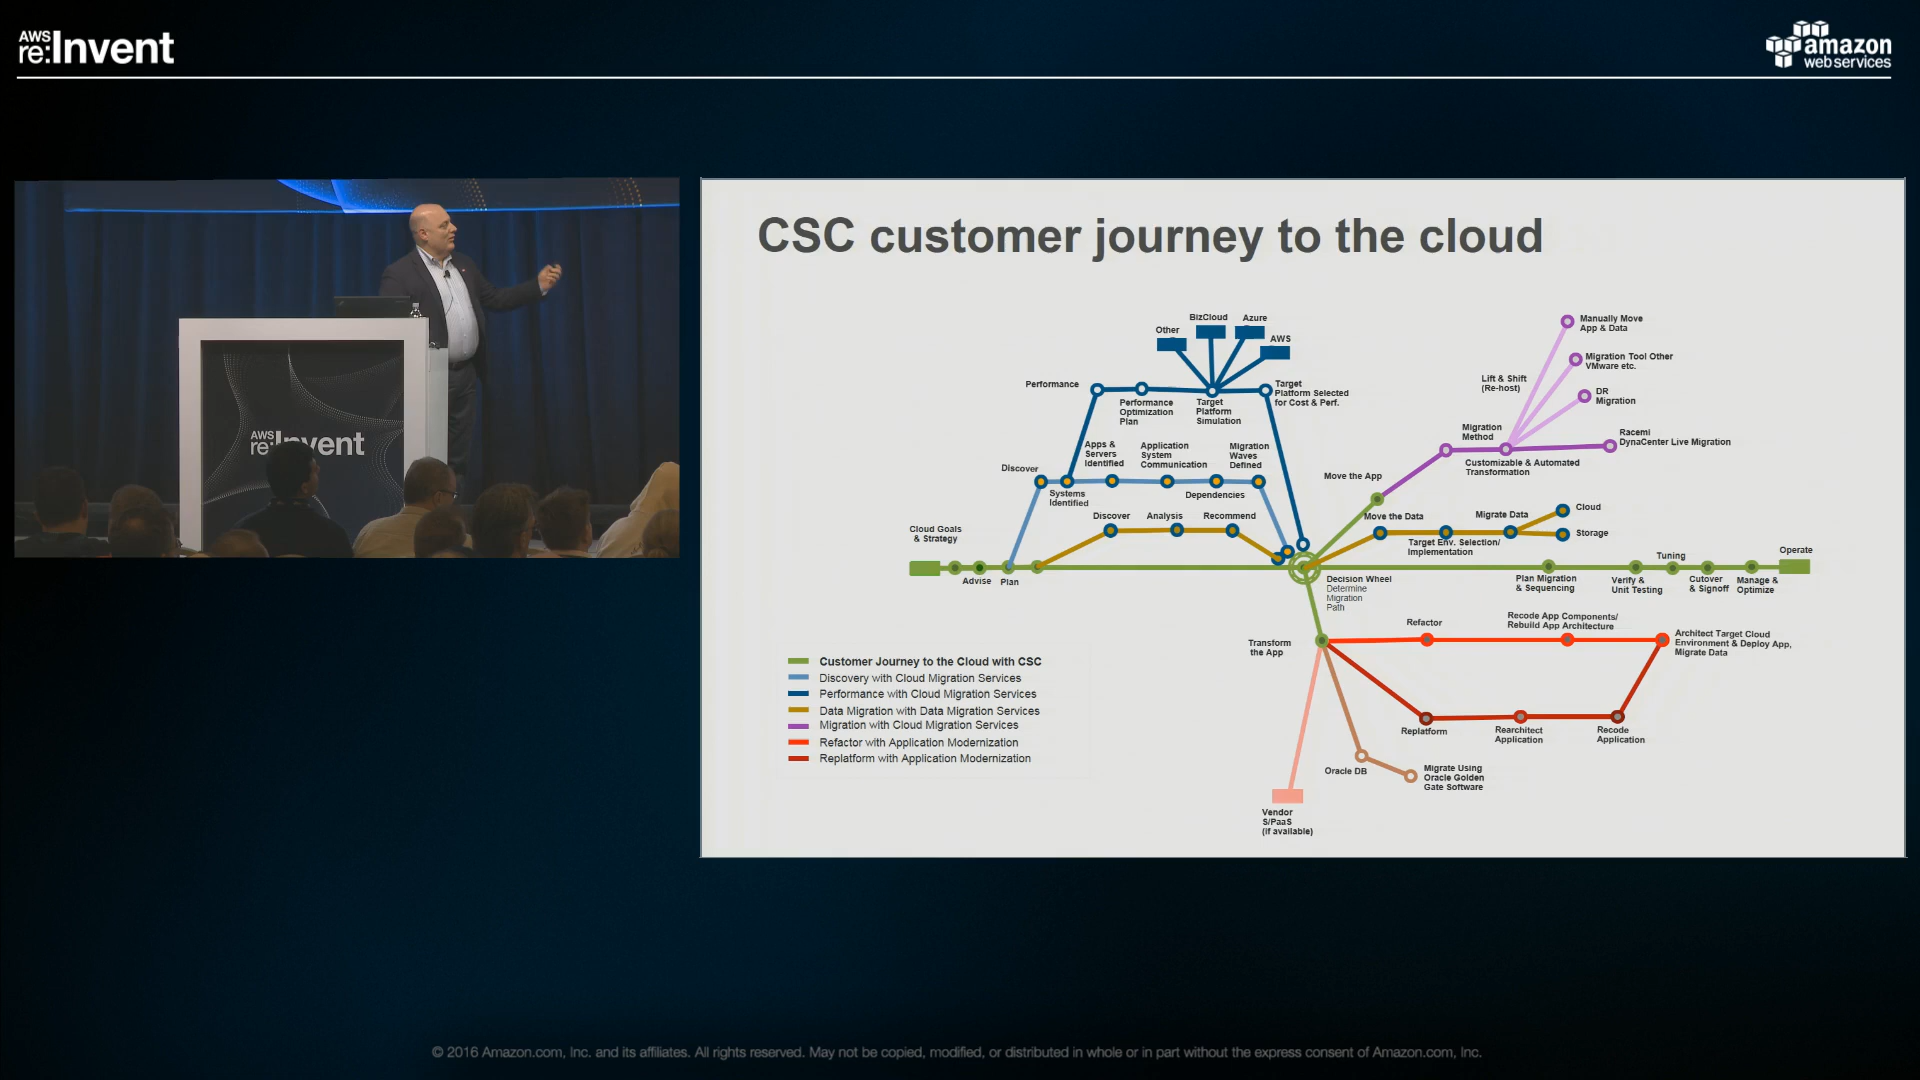 AWS
re:Invent
amazon
web services
AWS
re:Invent
CSC customer journey to the cloud
Other
BizCloud
Azure
AWS
Performance
Performance
Optimization
Plan
Target
Platform
Simulation
Target
Platform Selected
for Cost & Perf.
Discover
Systems
Identified
Apps &
Servers
Identified
Application
System
Communication
Dependencies
Migration
Waves
Defined
Discover
Analysis
Recommend
Cloud Goals
& Strategy
Advise
Plan
Decision Wheel
Determine
Migration
Path
Move the App
Migration
Method
Lift & Shift
(Re-host)
Customizable & Automated
Transformation
Manually Move
App & Data
Migration Tool Other
VMware etc.
DR
Migration
Racemi
DynaCenter Live Migration
Move the Data
Target Env. Selection/
Implementation
Migrate Data
Cloud
Storage
Plan Migration
& Sequencing
Verify &
Unit Testing
Tuning
Cutover
& Signoff
Manage &
Optimize
Operate
Transform
the App
Refactor
Recode App Components/
Rebuild App Architecture
Architect Target Cloud
Environment & Deploy App,
Migrate Data
Replatform
Rearchitect
Application
Recode
Application
Oracle DB
Migrate Using
Oracle Golden
Gate Software
Vendor
S/PaaS
(if available)
Customer Journey to the Cloud with CSC
Discovery with Cloud Migration Services
Performance with Cloud Migration Services
Data Migration with Data Migration Services
Migration with Cloud Migration Services
Refactor with Application Modernization
Replatform with Application Modernization
© 2016 Amazon.com, Inc. and its affiliates. All rights reserved. May not be copied, modified, or distributed in whole or in part without the express consent of Amazon.com, Inc.